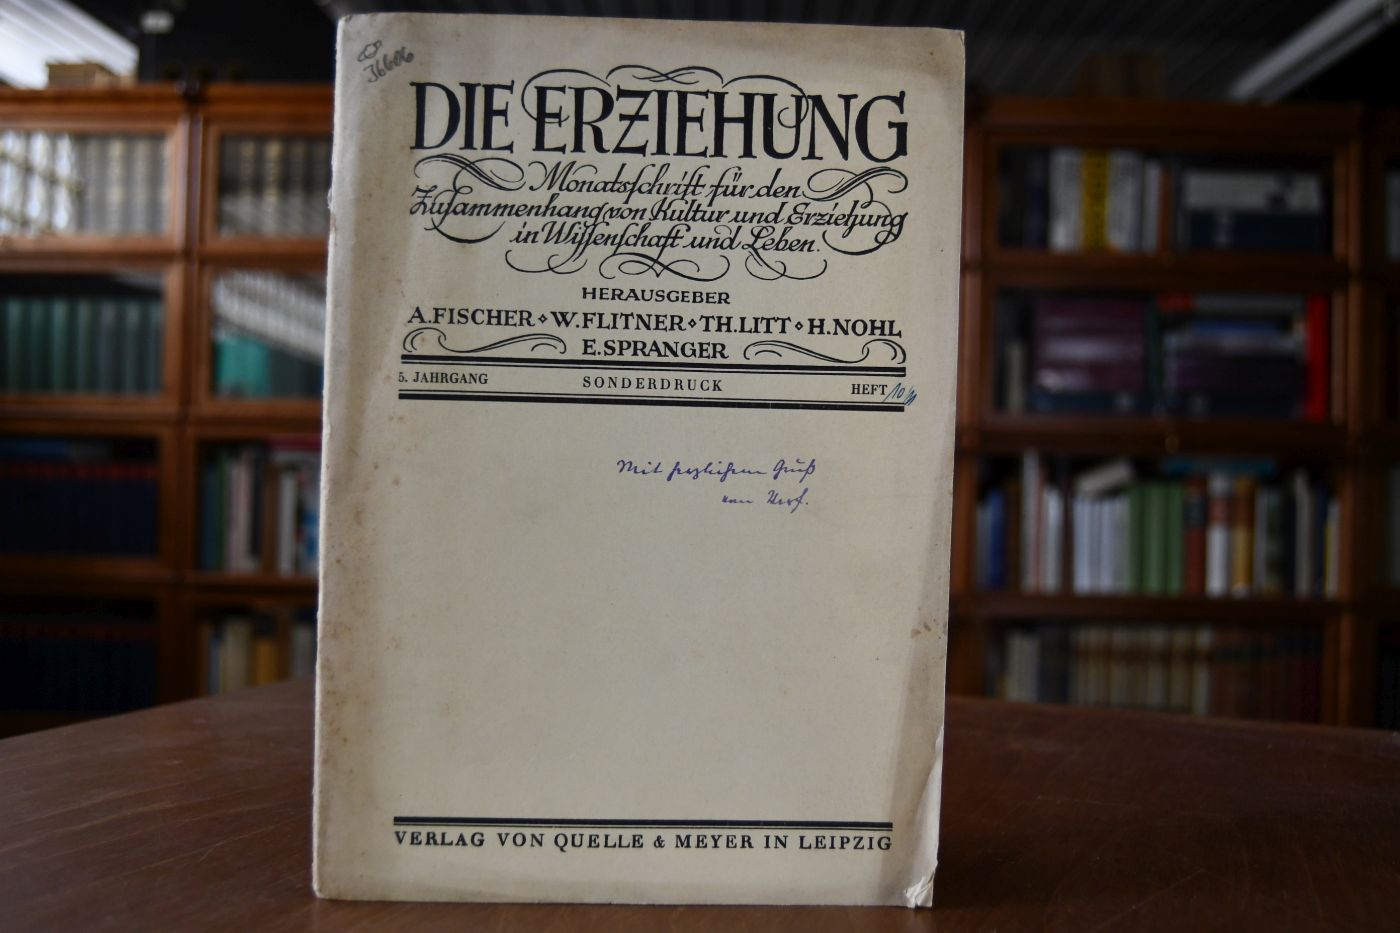 36606
DIE ERZIEHUNG
Monatsschrift für den
Zusammenhang von Kultur und Erziehung
in Wissenschaft und Leben.
HERAUSGEBER
A. FISCHER ⋄ W. FLITNER ⋄ TH. LITT ⋄ H. NOHL
E. SPRANGER
5. JAHRGANG SONDERDRUCK HEFT 10/11
Mit herzlichem Gruß
vom Verf.
VERLAG VON QUELLE & MEYER IN LEIPZIG